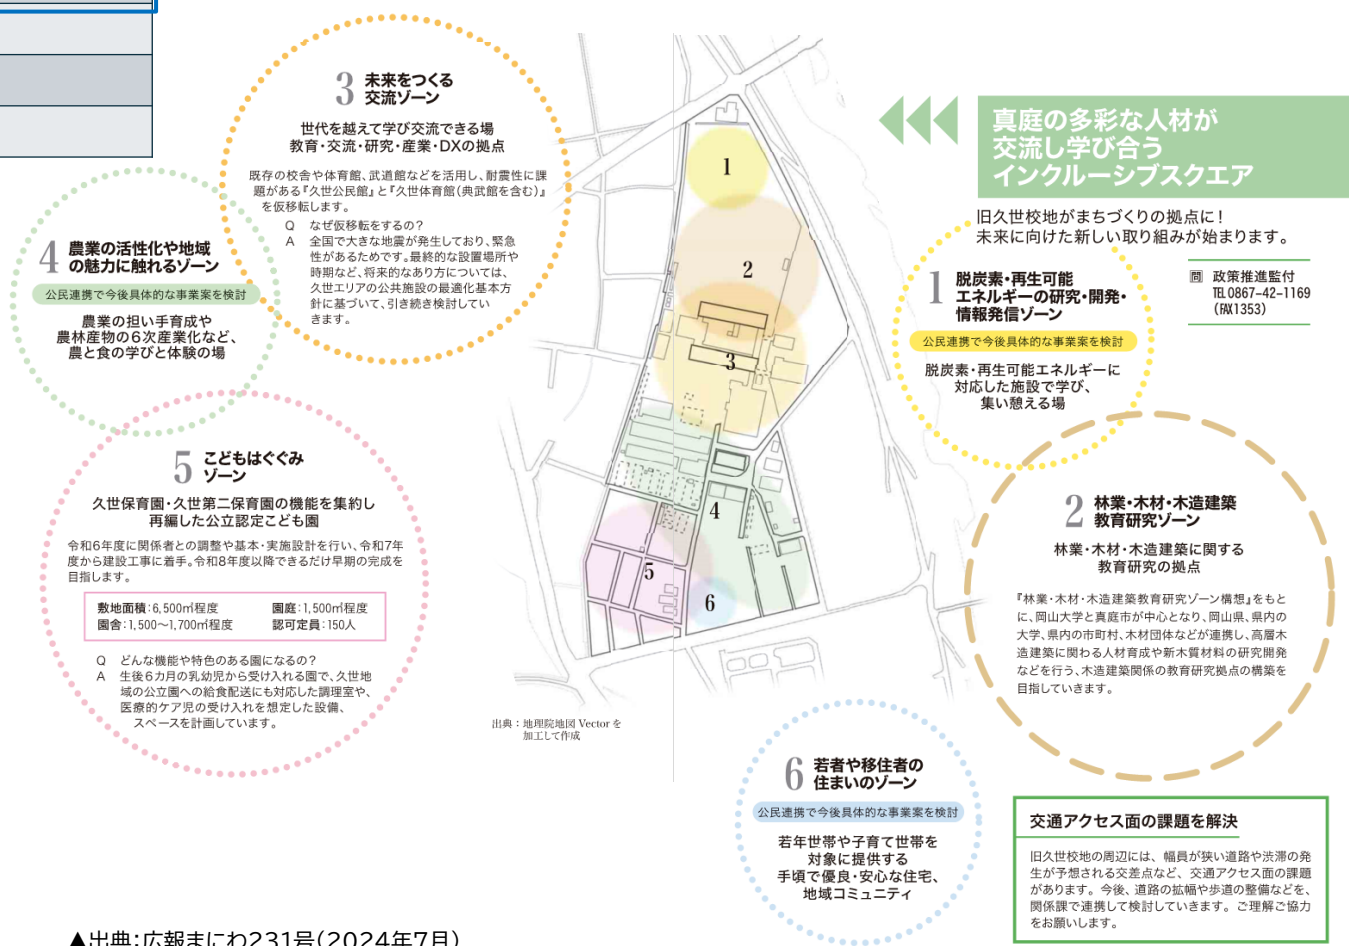 真庭の多彩な人材が
交流し学び合う
インクルーシブスクエア
旧久世校地がまちづくりの拠点に！
未来に向けた新しい取り組みが始まります。
問 政策推進監付
℡0867-42-1169
（FAX1353）
1 脱炭素・再生可能
エネルギーの研究・開発・
情報発信ゾーン
公民連携で今後具体的な事業案を検討
脱炭素・再生可能エネルギーに
対応した施設で学び、
集い憩える場
2 林業・木材・木造建築
教育研究ゾーン
林業・木材・木造建築に関する
教育研究の拠点
『林業・木材・木造建築教育研究ゾーン構想』をもと
に、岡山大学と真庭市が中心となり、岡山県、県内の
大学、県内の市町村、木材団体などが連携し、高層木
造建築に関わる人材育成や新木質材料の研究開発
などを行う、木造建築関係の教育研究拠点の構築を
目指していきます。
3 未来をつくる
交流ゾーン
世代を越えて学び交流できる場
教育・交流・研究・産業・DXの拠点
既存の校舎や体育館、武道館などを活用し、耐震性に課
題がある『久世公民館』と『久世体育館（典武館を含む）』
を仮移転します。
Q なぜ仮移転をするの？
A 全国で大きな地震が発生しており、緊急
性があるためです。最終的な設置場所や
時期など、将来的なあり方については、
久世エリアの公共施設の最適化基本方
針に基づいて、引き続き検討してい
きます。
4 農業の活性化や地域
の魅力に触れるゾーン
公民連携で今後具体的な事業案を検討
農業の担い手育成や
農林産物の6次産業化など、
農と食の学びと体験の場
5 こどもはぐくみ
ゾーン
久世保育園・久世第二保育園の機能を集約し
再編した公立認定こども園
令和6年度に関係者との調整や基本・実施設計を行い、令和7年
度から建設工事に着手。令和8年度以降できるだけ早期の完成を
目指します。
敷地面積：6,500㎡程度 園庭：1,500㎡程度
園舎：1,500～1,700㎡程度 認可定員：150人
Q どんな機能や特色のある園になるの？
A 生後6カ月の乳幼児から受け入れる園で、久世地
域の公立園への給食配送にも対応した調理室や、
医療的ケア児の受け入れを想定した設備、
スペースを計画しています。
6 若者や移住者の
住まいのゾーン
公民連携で今後具体的な事業案を検討
若年世帯や子育て世帯を
対象に提供する
手頃で優良・安心な住宅、
地域コミュニティ
1
2
3
4
5
6
出典：地理院地図 Vector を
加工して作成
交通アクセス面の課題を解決
旧久世校地の周辺には、幅員が狭い道路や渋滞の発
生が予想される交差点など、交通アクセス面の課題
があります。今後、道路の拡幅や歩道の整備などを、
関係課で連携して検討していきます。ご理解ご協力
をお願いします。
▲出典：広報まにわ231号（2024年7月）